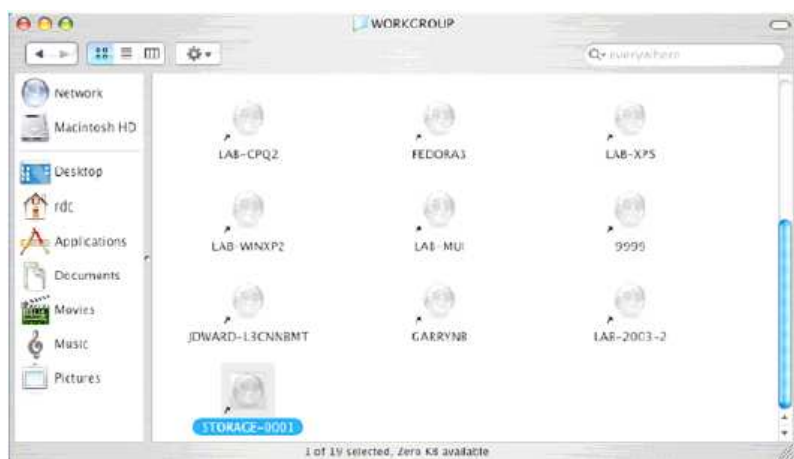 WORKGROUP
everywhere
Network
Macintosh HD
Desktop
rdc
Applications
Documents
Movies
Music
Pictures
LAB-CPQ2
FEDORA3
LAB-XPS
LAB-WINXP2
LAB-MUI
9999
JDWARD-L3CNNBMT
GARRYNB
LAB-2003-2
STORAGE-0001
1 of 19 selected, Zero KB available